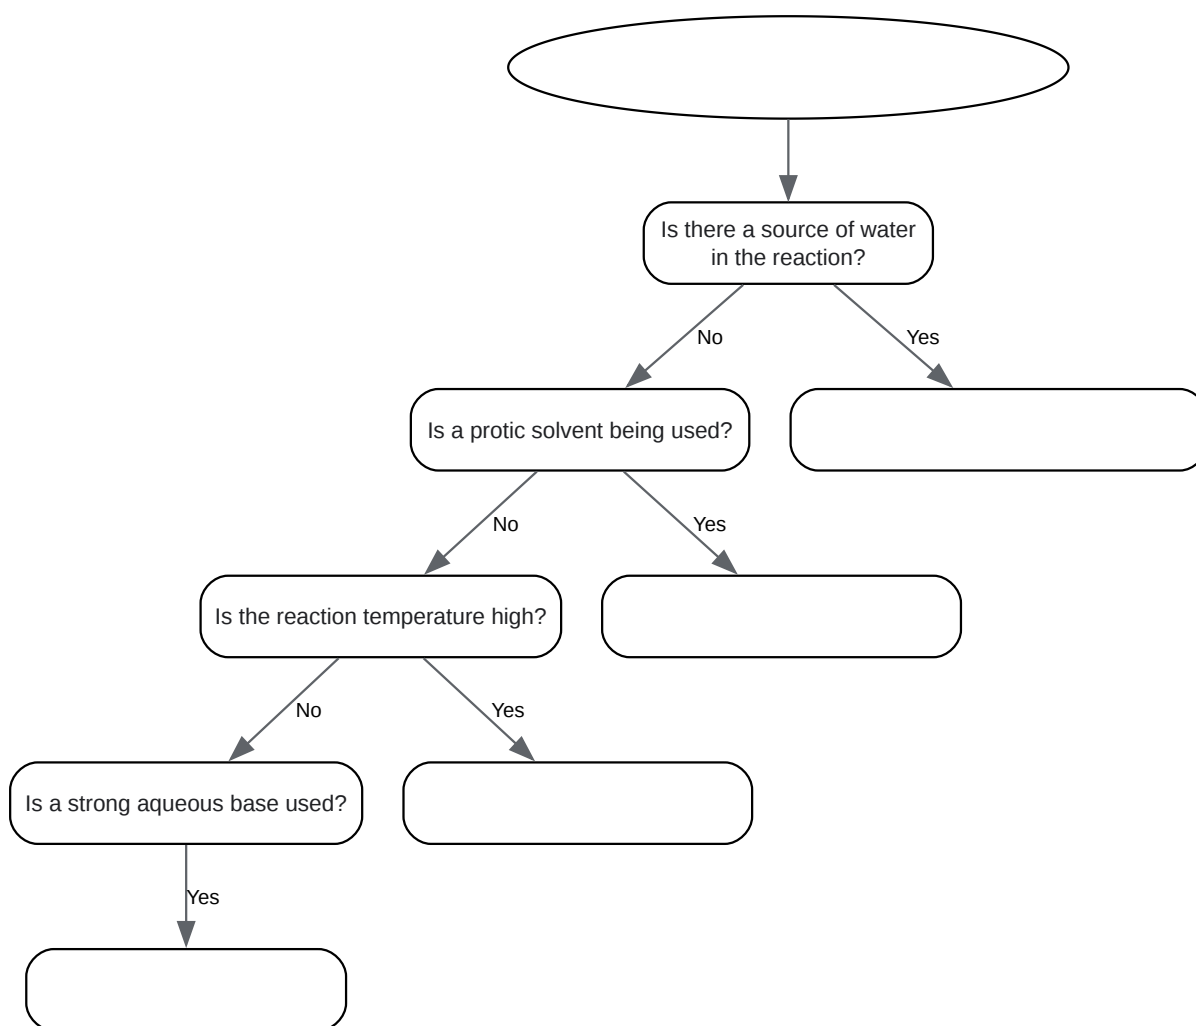 Is there a source of water
in the reaction?
No
Yes
Is a protic solvent being used?
No
Yes
Is the reaction temperature high?
No
Yes
Is a strong aqueous base used?
Yes